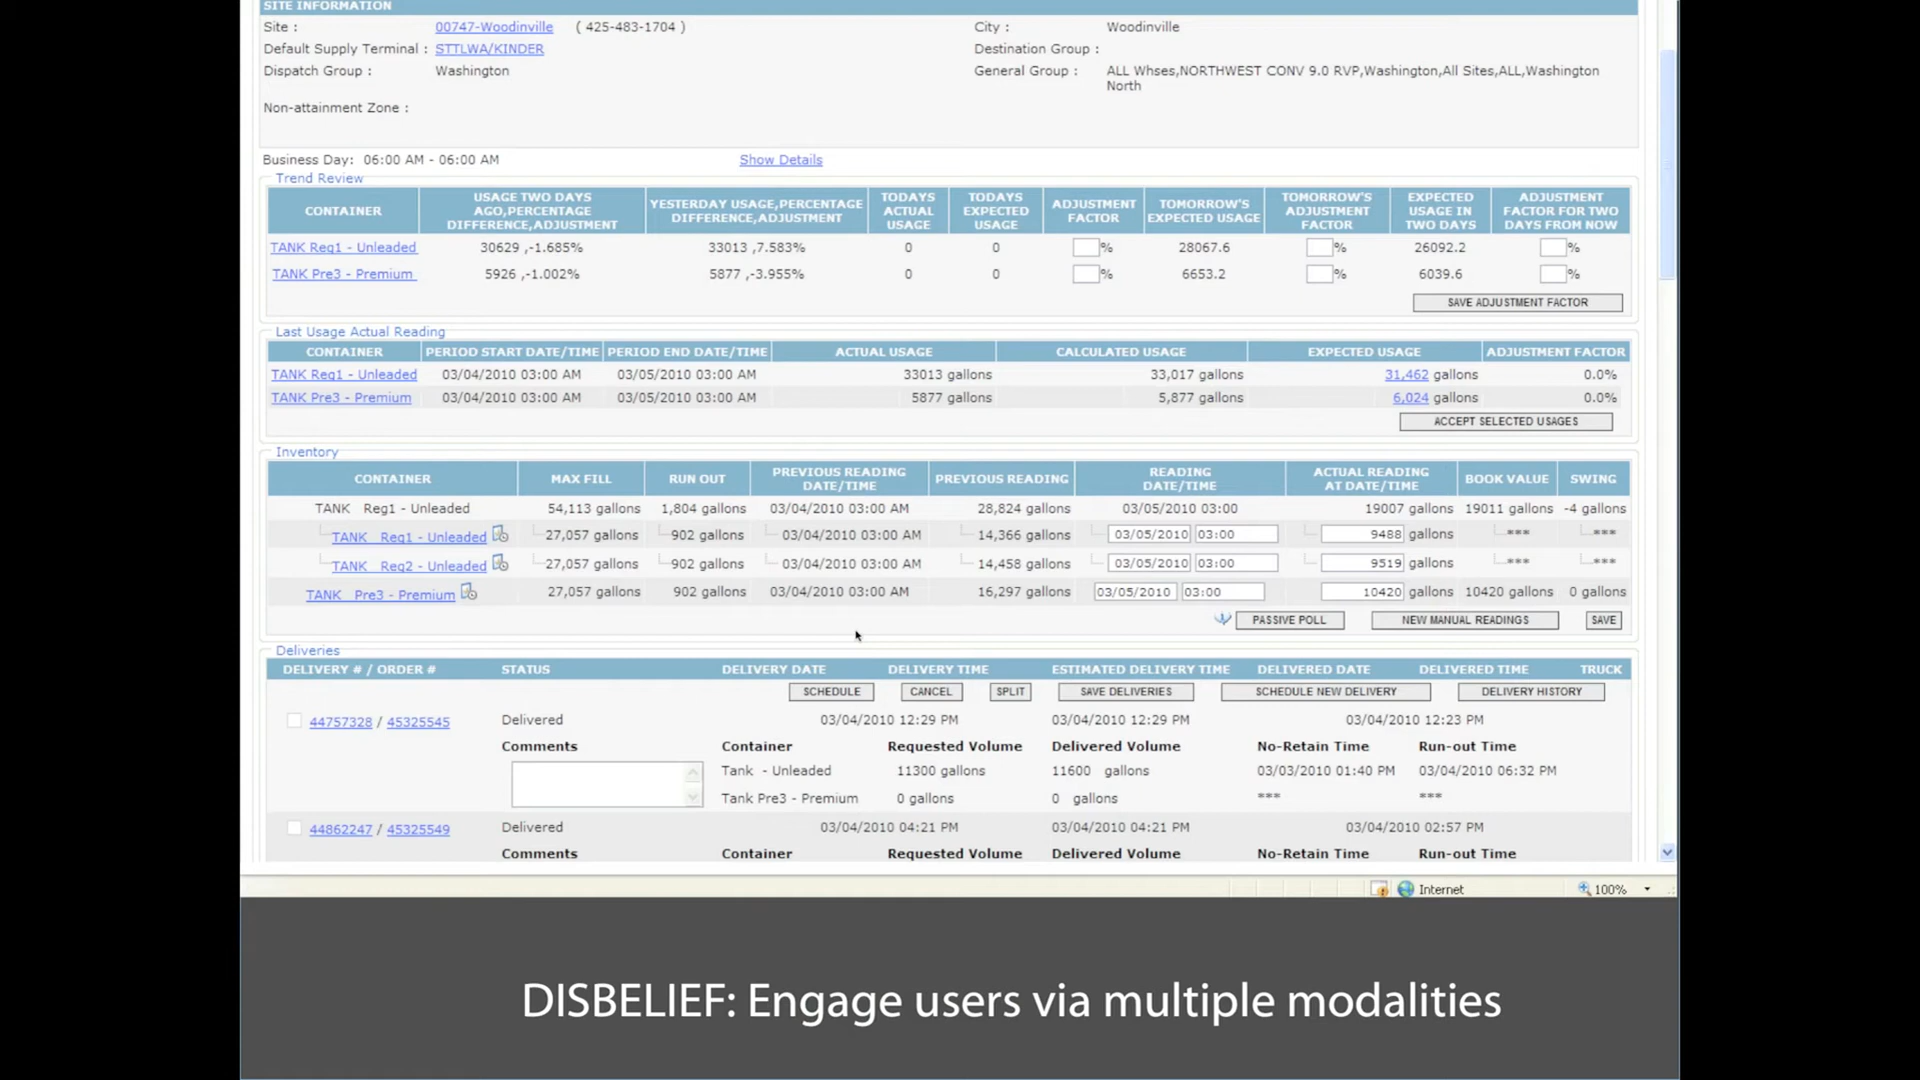 SITE INFORMATION
Site : 00747-Woodinville ( 425-483-1704 ) City : Woodinville
Default Supply Terminal : STTLWA/KINDER Destination Group :
Dispatch Group : Washington General Group : ALL Whses,NORTHWEST CONV 9.0 RVP,Washington,All Sites,ALL,Washington
North
Non-attainment Zone :
Business Day: 06:00 AM - 06:00 AM Show Details
Trend Review
CONTAINER USAGE TWO DAYS AGO,PERCENTAGE DIFFERENCE,ADJUSTMENT YESTERDAY USAGE,PERCENTAGE DIFFERENCE,ADJUSTMENT TODAYS ACTUAL USAGE TODAYS EXPECTED USAGE ADJUSTMENT FACTOR TOMORROW'S EXPECTED USAGE TOMORROW'S ADJUSTMENT FACTOR EXPECTED USAGE IN TWO DAYS ADJUSTMENT FACTOR FOR TWO DAYS FROM NOW
TANK Reg1 - Unleaded 30629 ,-1.685% 33013 ,7.583% 0 0 % 28067.6 % 26092.2 %
TANK Pre3 - Premium 5926 ,-1.002% 5877 ,-3.955% 0 0 % 6653.2 % 6039.6 %
SAVE ADJUSTMENT FACTOR
Last Usage Actual Reading
CONTAINER PERIOD START DATE/TIME PERIOD END DATE/TIME ACTUAL USAGE CALCULATED USAGE EXPECTED USAGE ADJUSTMENT FACTOR
TANK Reg1 - Unleaded 03/04/2010 03:00 AM 03/05/2010 03:00 AM 33013 gallons 33,017 gallons 31,462 gallons 0.0%
TANK Pre3 - Premium 03/04/2010 03:00 AM 03/05/2010 03:00 AM 5877 gallons 5,877 gallons 6,024 gallons 0.0%
ACCEPT SELECTED USAGES
Inventory
CONTAINER MAX FILL RUN OUT PREVIOUS READING DATE/TIME PREVIOUS READING READING DATE/TIME ACTUAL READING AT DATE/TIME BOOK VALUE SWING
TANK Reg1 - Unleaded 54,113 gallons 1,804 gallons 03/04/2010 03:00 AM 28,824 gallons 03/05/2010 03:00 19007 gallons 19011 gallons -4 gallons
TANK Reg1 - Unleaded 27,057 gallons 902 gallons 03/04/2010 03:00 AM 14,366 gallons 03/05/2010 03:00 9488 gallons *** ***
TANK Reg2 - Unleaded 27,057 gallons 902 gallons 03/04/2010 03:00 AM 14,458 gallons 03/05/2010 03:00 9519 gallons *** ***
TANK Pre3 - Premium 27,057 gallons 902 gallons 03/04/2010 03:00 AM 16,297 gallons 03/05/2010 03:00 10420 gallons 10420 gallons 0 gallons
PASSIVE POLL NEW MANUAL READINGS SAVE
Deliveries
DELIVERY # / ORDER # STATUS DELIVERY DATE DELIVERY TIME ESTIMATED DELIVERY TIME DELIVERED DATE DELIVERED TIME TRUCK
SCHEDULE CANCEL SPLIT SAVE DELIVERIES SCHEDULE NEW DELIVERY DELIVERY HISTORY
44757328 / 45325545 Delivered 03/04/2010 12:29 PM 03/04/2010 12:29 PM 03/04/2010 12:23 PM
Comments Container Requested Volume Delivered Volume No-Retain Time Run-out Time
Tank - Unleaded 11300 gallons 11600 gallons 03/03/2010 01:40 PM 03/04/2010 06:32 PM
Tank Pre3 - Premium 0 gallons 0 gallons *** ***
44862247 / 45325549 Delivered 03/04/2010 04:21 PM 03/04/2010 04:21 PM 03/04/2010 02:57 PM
Comments Container Requested Volume Delivered Volume No-Retain Time Run-out Time
Internet 100%
DISBELIEF: Engage users via multiple modalities